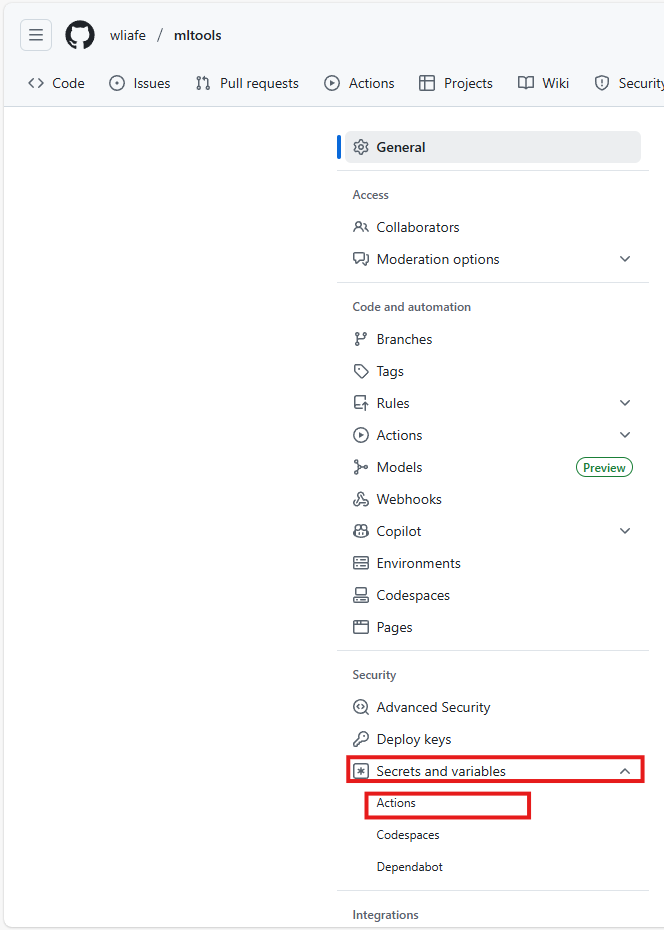 wliafe / mltools
Code Issues Pull requests Actions Projects Wiki Security
General
Access
Collaborators
Moderation options
Code and automation
Branches
Tags
Rules
Actions
Models Preview
Webhooks
Copilot
Environments
Codespaces
Pages
Security
Advanced Security
Deploy keys
Secrets and variables
Actions
Codespaces
Dependabot
Integrations